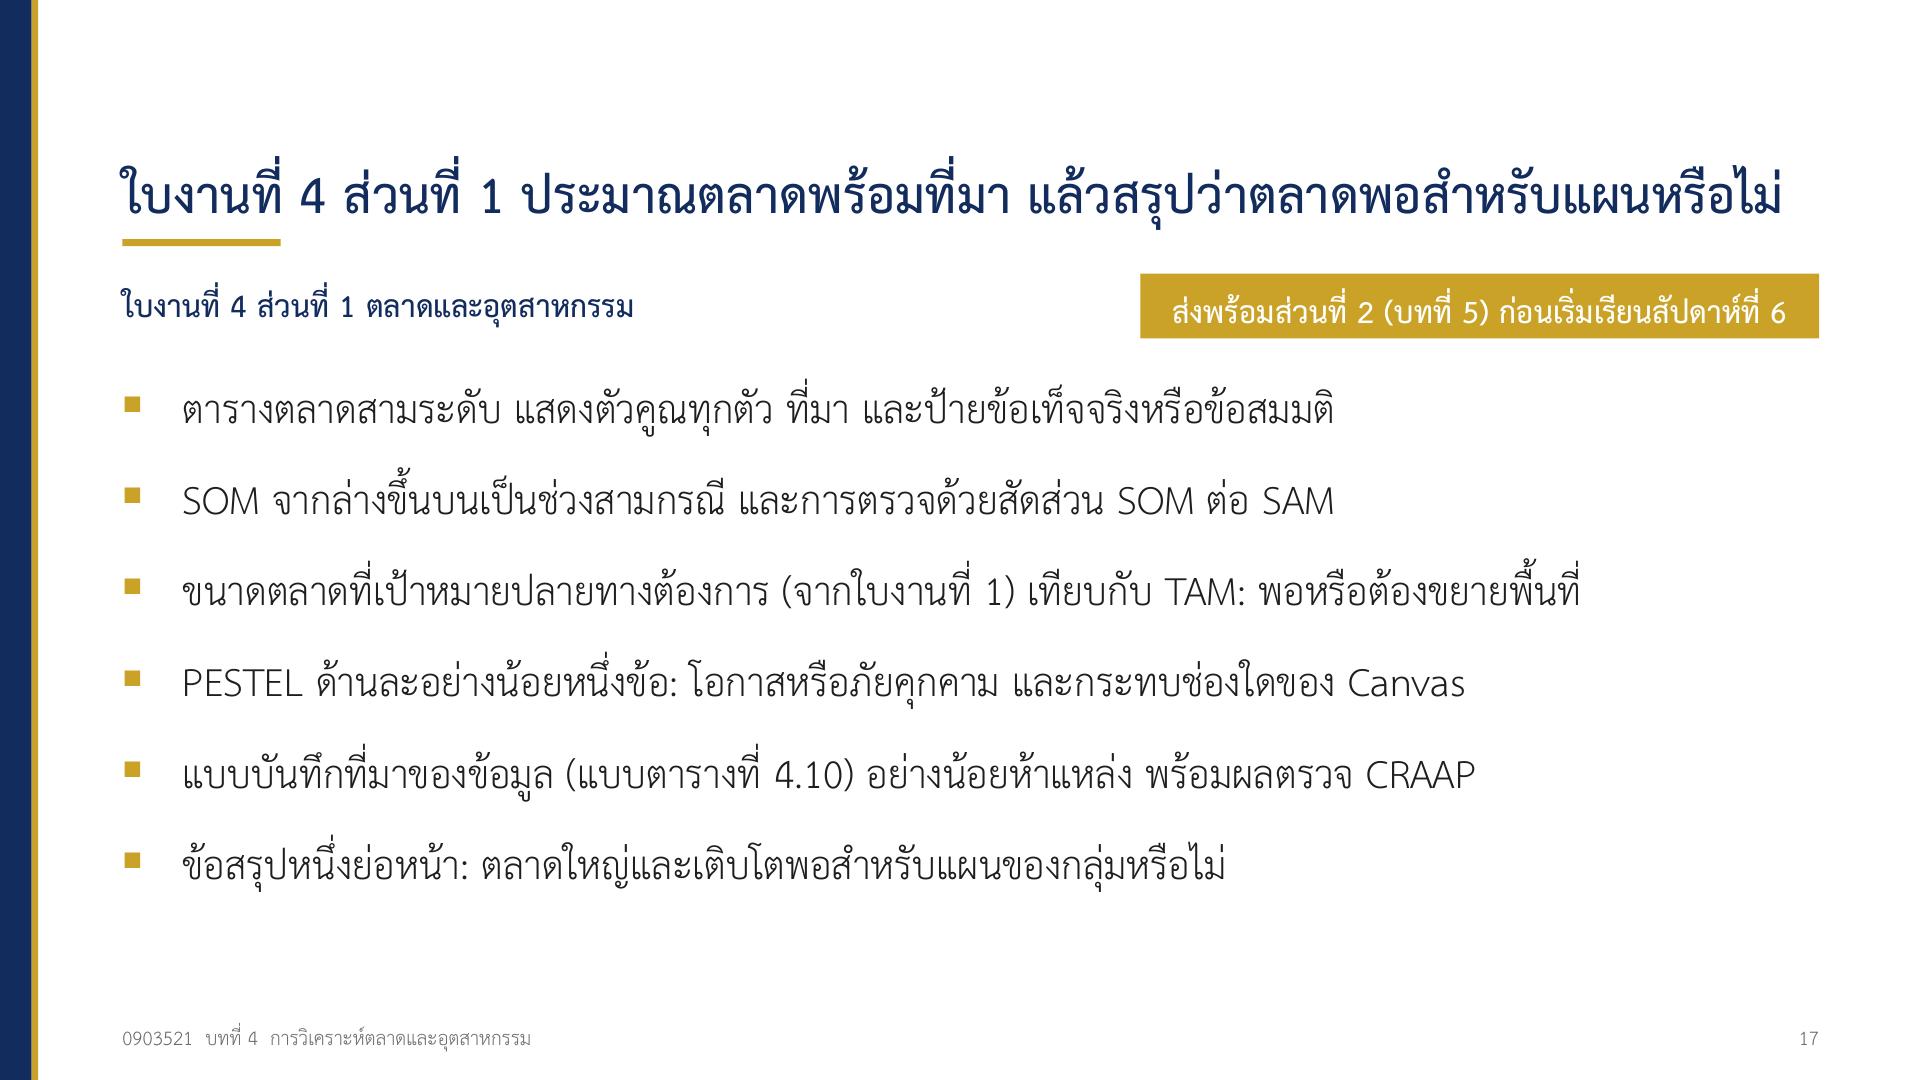 ใบงานที่ 4 ส่วนที่ 1 ประมาณตลาดพร้อมที่มา แล้วสรุปว่าตลาดพอสำหรับแผนหรือไม่
ใบงานที่ 4 ส่วนที่ 1 ตลาดและอุตสาหกรรม
ส่งพร้อมส่วนที่ 2 (บทที่ 5) ก่อนเริ่มเรียนสัปดาห์ที่ 6
ตารางตลาดสามระดับ แสดงตัวคูณทุกตัว ที่มา และป้ายข้อเท็จจริงหรือข้อสมมติ
SOM จากล่างขึ้นบนเป็นช่วงสามกรณี และการตรวจด้วยสัดส่วน SOM ต่อ SAM
ขนาดตลาดที่เป้าหมายปลายทางต้องการ (จากใบงานที่ 1) เทียบกับ TAM: พอหรือต้องขยายพื้นที่
PESTEL ด้านละอย่างน้อยหนึ่งข้อ: โอกาสหรือภัยคุกคาม และกระทบช่องใดของ Canvas
แบบบันทึกที่มาของข้อมูล (แบบตารางที่ 4.10) อย่างน้อยห้าแหล่ง พร้อมผลตรวจ CRAAP
ข้อสรุปหนึ่งย่อหน้า: ตลาดใหญ่และเติบโตพอสำหรับแผนของกลุ่มหรือไม่
0903521 บทที่ 4 การวิเคราะห์ตลาดและอุตสาหกรรม
17